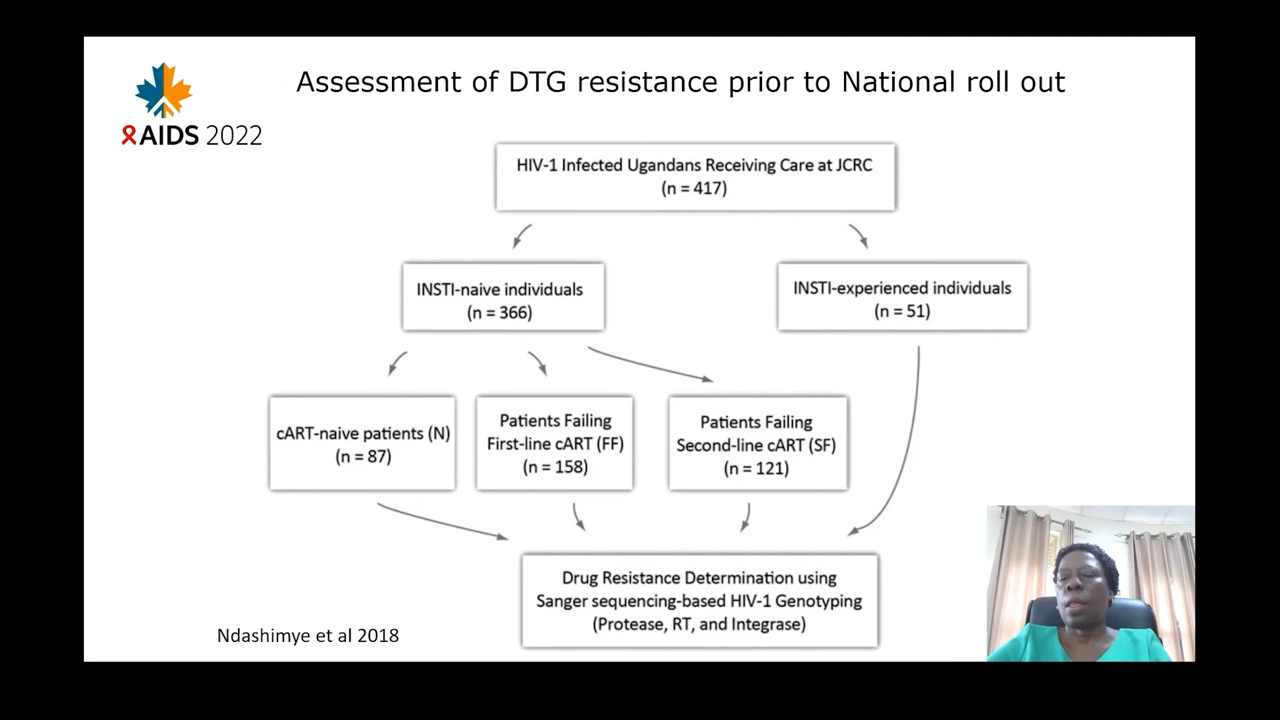 Assessment of DTG resistance prior to National roll out
AIDS 2022
HIV-1 Infected Ugandans Receiving Care at JCRC
(n = 417)
INSTI-naive individuals
(n = 366)
INSTI-experienced individuals
(n = 51)
cART-naive patients (N)
(n = 87)
Patients Failing
First-line cART (FF)
(n = 158)
Patients Failing
Second-line cART (SF)
(n = 121)
Drug Resistance Determination using
Sanger sequencing-based HIV-1 Genotyping
(Protease, RT, and Integrase)
Ndashimye et al 2018